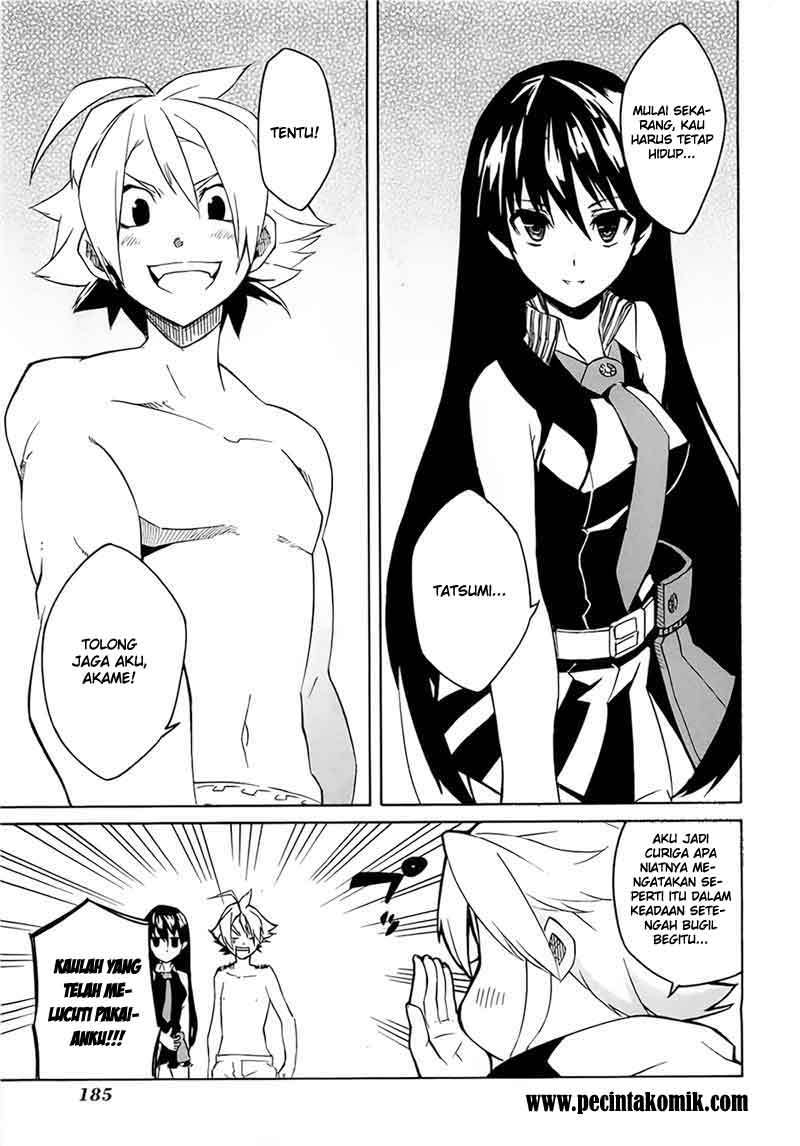 MULAI SEKA-
RANG, KAU
HARUS TETAP
HIDUP...
TATSUMI...
TENTU!
TOLONG
JAGA AKU,
AKAME!
AKU JADI
CURIGA APA
NIATNYA ME-
NGATAKAN SE-
PERTI ITU DALAM
KEADAAN SETE-
NGAH BUGIL
BEGITU...
プ
KAULAH YANG
TELAH ME-
LUCUTI PAKAI-
ANKU!!!
185
www.pecintakomik.com